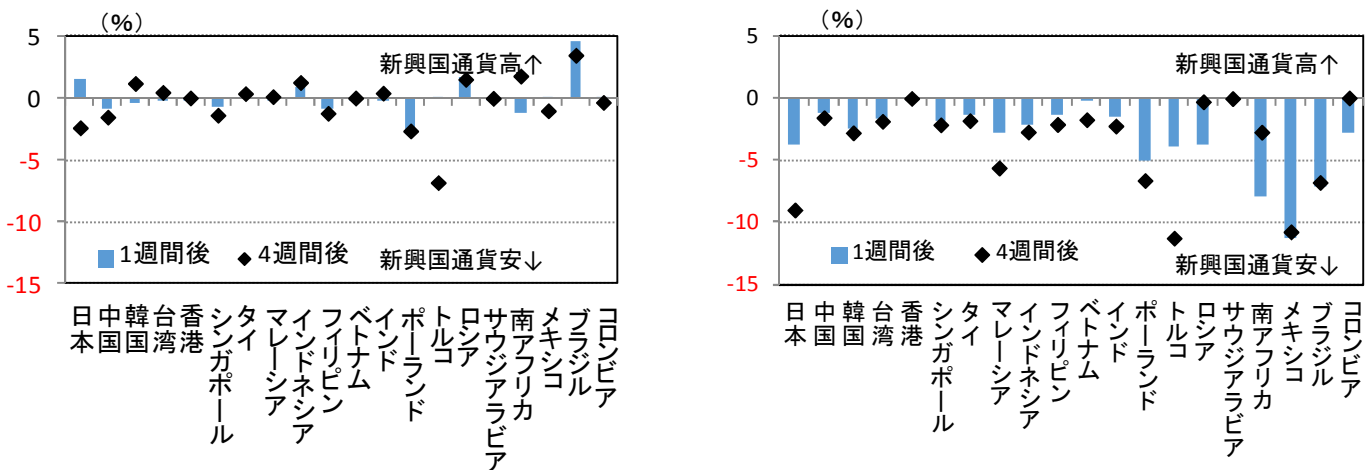 （%）
5
0
-5
-10
-15
新興国通貨高↑
1週間後
4週間後
新興国通貨安↓
日本
中国
韓国
台湾
香港
シンガポール
タイ
マレーシア
インドネシア
フィリピン
ベトナム
インド
ポーランド
トルコ
ロシア
サウジアラビア
南アフリカ
メキシコ
ブラジル
コロンビア
（%）
5
0
-5
-10
-15
新興国通貨高↑
1週間後
4週間後
新興国通貨安↓
日本
中国
韓国
台湾
香港
シンガポール
タイ
マレーシア
インドネシア
フィリピン
ベトナム
インド
ポーランド
トルコ
ロシア
サウジアラビア
南アフリカ
メキシコ
ブラジル
コロンビア